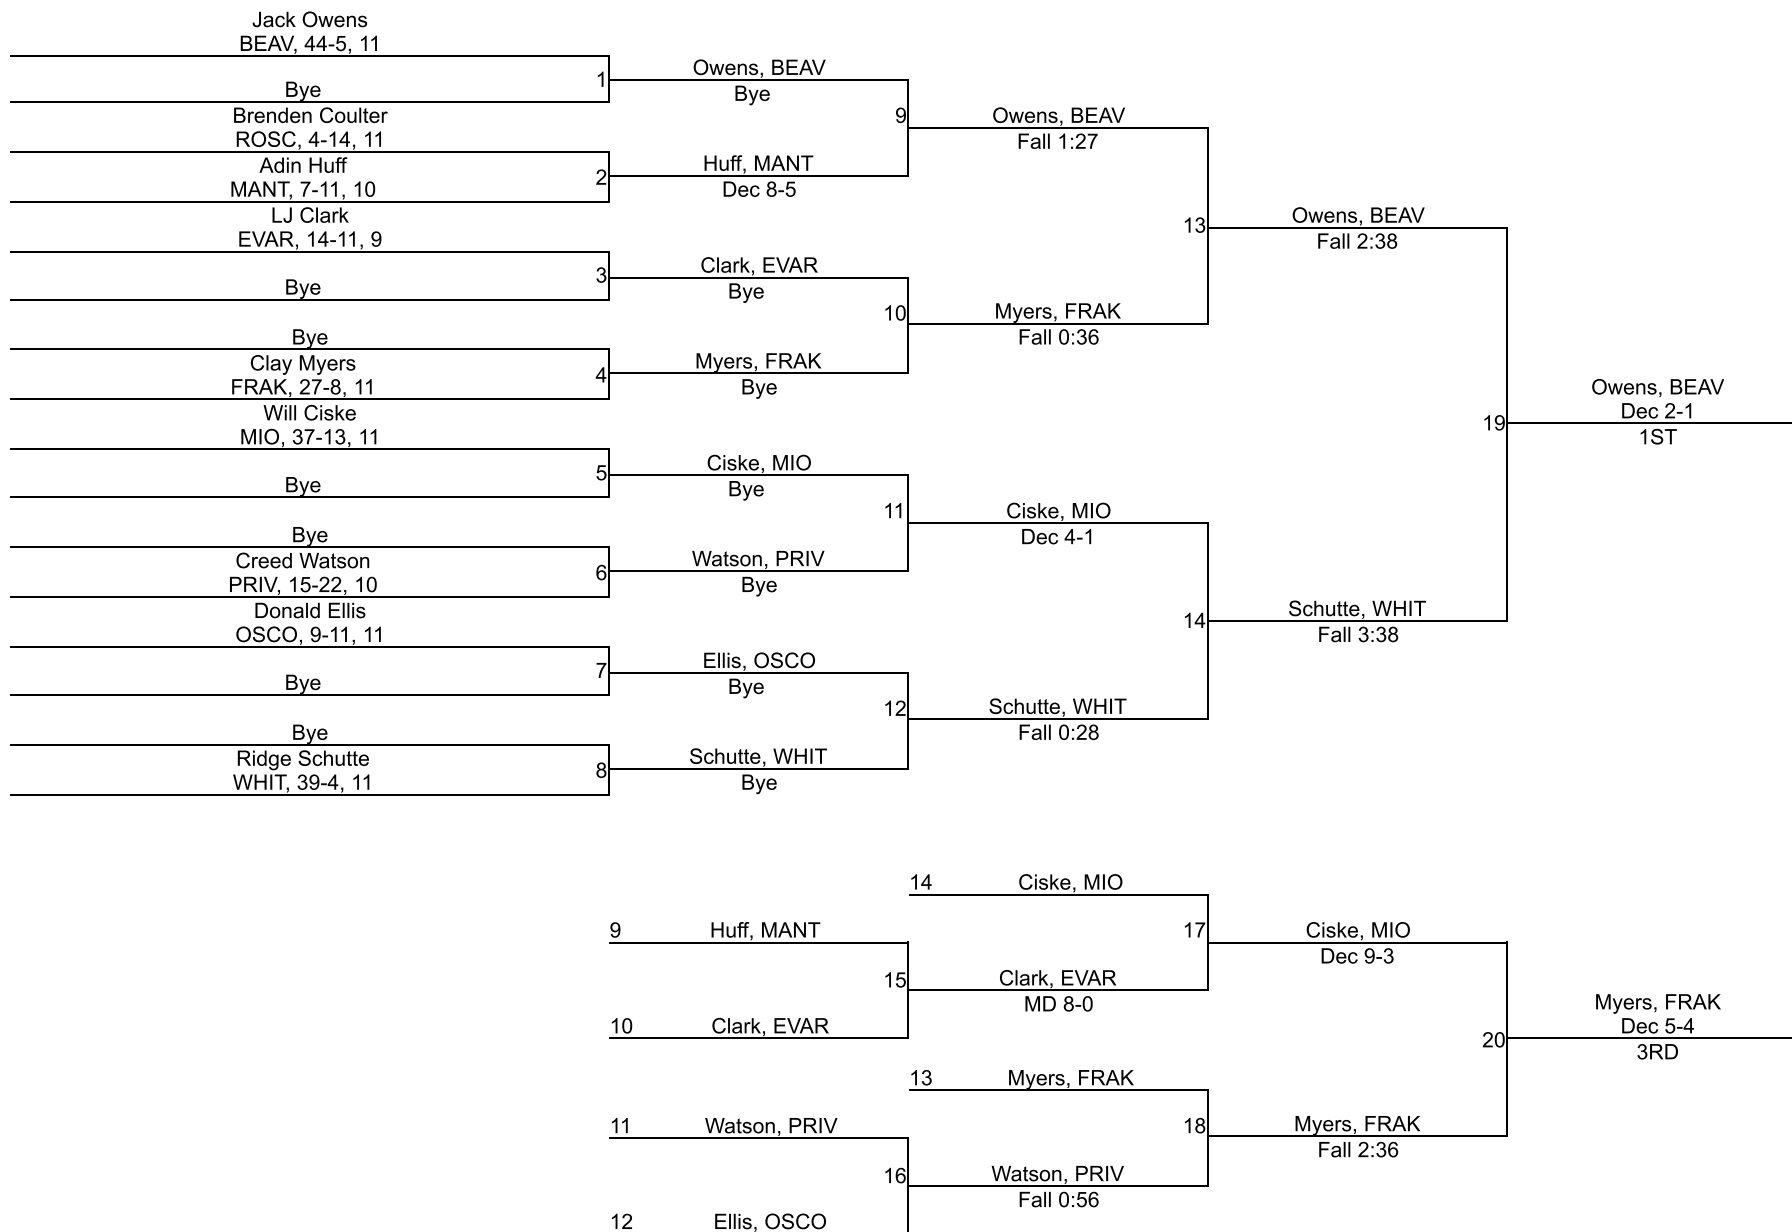 Jack Owens
BEAV, 44-5, 11
Bye
1
Brenden Coulter
ROSC, 4-14, 11
Adin Huff
MANT, 7-11, 10
2
LJ Clark
EVAR, 14-11, 9
Bye
3
Bye
Clay Myers
FRAK, 27-8, 11
4
Will Ciske
MIO, 37-13, 11
Bye
5
Bye
Creed Watson
PRIV, 15-22, 10
6
Donald Ellis
OSCO, 9-11, 11
Bye
7
Bye
Ridge Schutte
WHIT, 39-4, 11
8
Owens, BEAV
Bye
9
Huff, MANT
Dec 8-5
Clark, EVAR
Bye
10
Myers, FRAK
Bye
Ciske, MIO
Bye
11
Watson, PRIV
Bye
Ellis, OSCO
Bye
12
Schutte, WHIT
Bye
Owens, BEAV
Fall 1:27
13
Myers, FRAK
Fall 0:36
Ciske, MIO
Dec 4-1
14
Schutte, WHIT
Fall 0:28
Owens, BEAV
Fall 2:38
19
Schutte, WHIT
Fall 3:38
Owens, BEAV
Dec 2-1
1ST
9
Huff, MANT
15
10
Clark, EVAR
11
Watson, PRIV
16
12
Ellis, OSCO
14
Ciske, MIO
17
Clark, EVAR
MD 8-0
13
Myers, FRAK
18
Watson, PRIV
Fall 0:56
Ciske, MIO
Dec 9-3
20
Myers, FRAK
Fall 2:36
Myers, FRAK
Dec 5-4
3RD